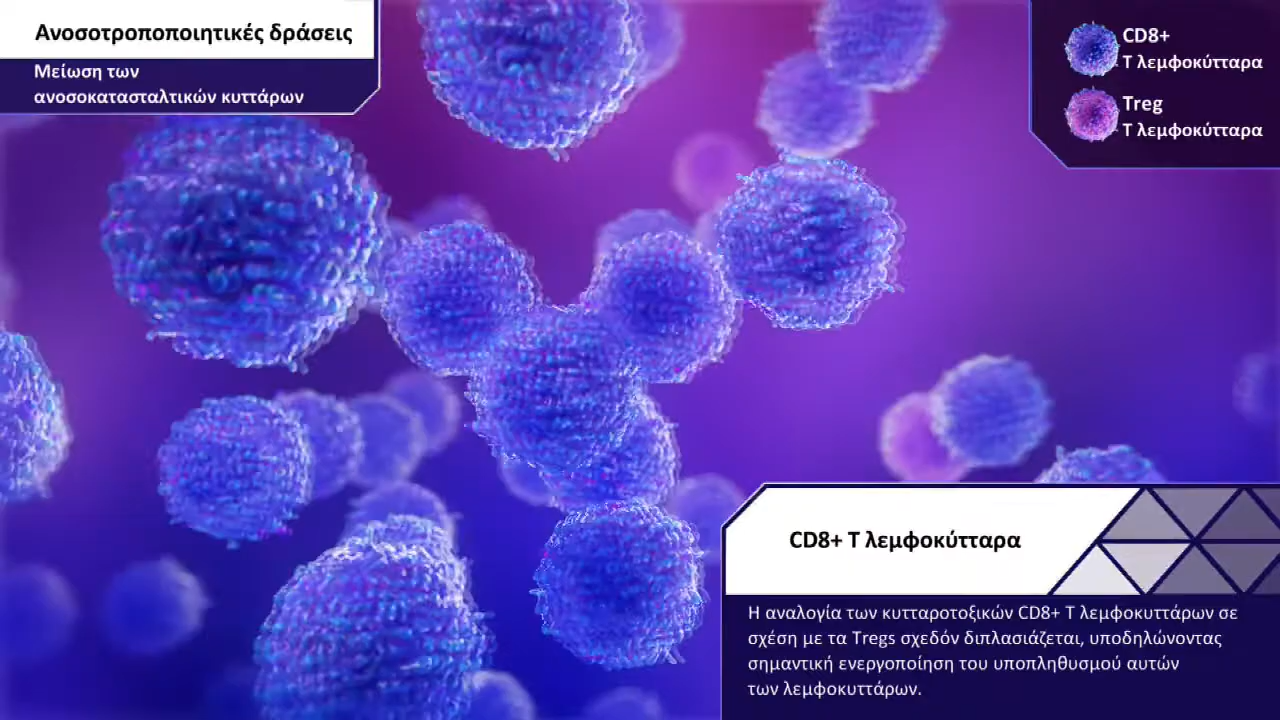 Ανοσοτροποποιητικές δράσεις
Μείωση των
ανοσοκατασταλτικών κυττάρων
CD8+
Τ λεμφοκύτταρα
Treg
Τ λεμφοκύτταρα
CD8+ Τ λεμφοκύτταρα
Η αναλογία των κυτταροτοξικών CD8+ Τ λεμφοκυττάρων σε
σχέση με τα Tregs σχεδόν διπλασιάζεται, υποδηλώνοντας
σημαντική ενεργοποίηση του υποπληθυσμού αυτών
των λεμφοκυττάρων.